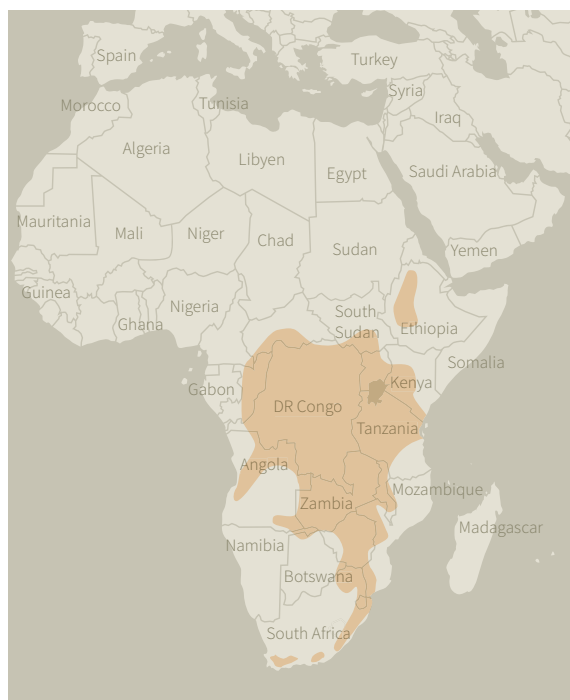 Spain
Turkey
Syria
Morocco
Tunisia
Iraq
Algeria
Libyen
Egypt
Saudi Arabia
Mauritania
Mali
Niger
Chad
Sudan
Yemen
Guinea
Nigeria
South
Sudan
Ghana
Ethiopia
Somalia
Gabon
Kenya
DR Congo
Tanzania
Angola
Mozambique
Zambia
Madagascar
Namibia
Botswana
South Africa